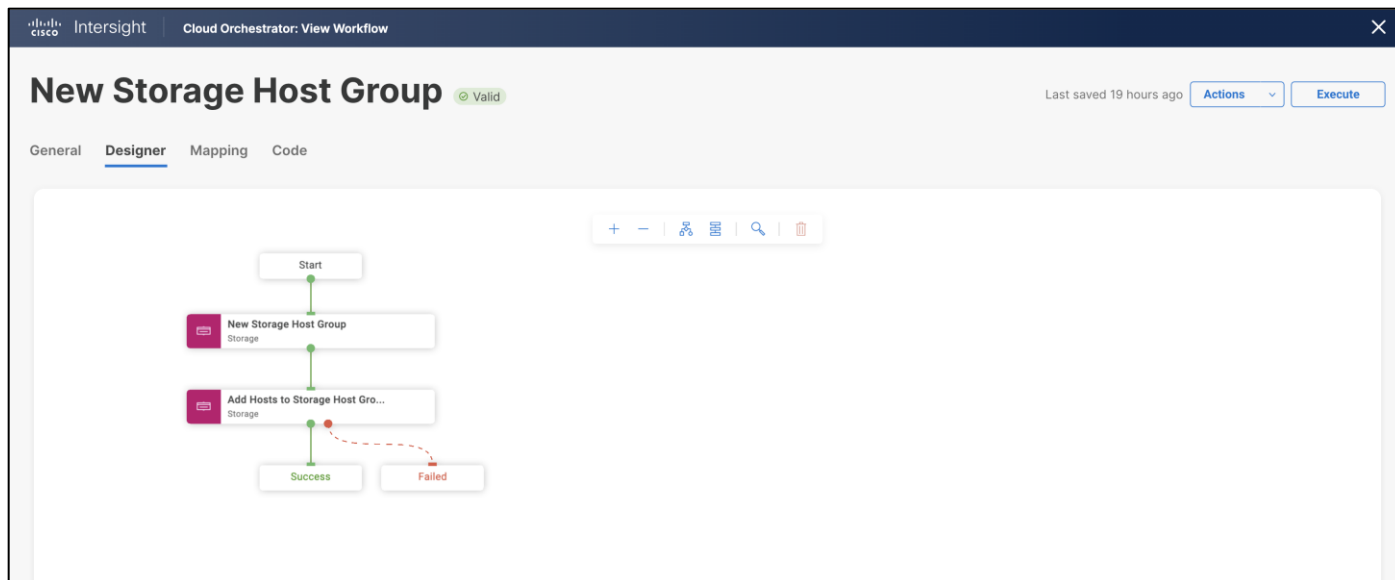 cisco Intersight Cloud Orchestrator: View Workflow
New Storage Host Group Valid
Last saved 19 hours ago Actions Execute
General Designer Mapping Code
Start
New Storage Host Group
Storage
Add Hosts to Storage Host Gro...
Storage
Success Failed